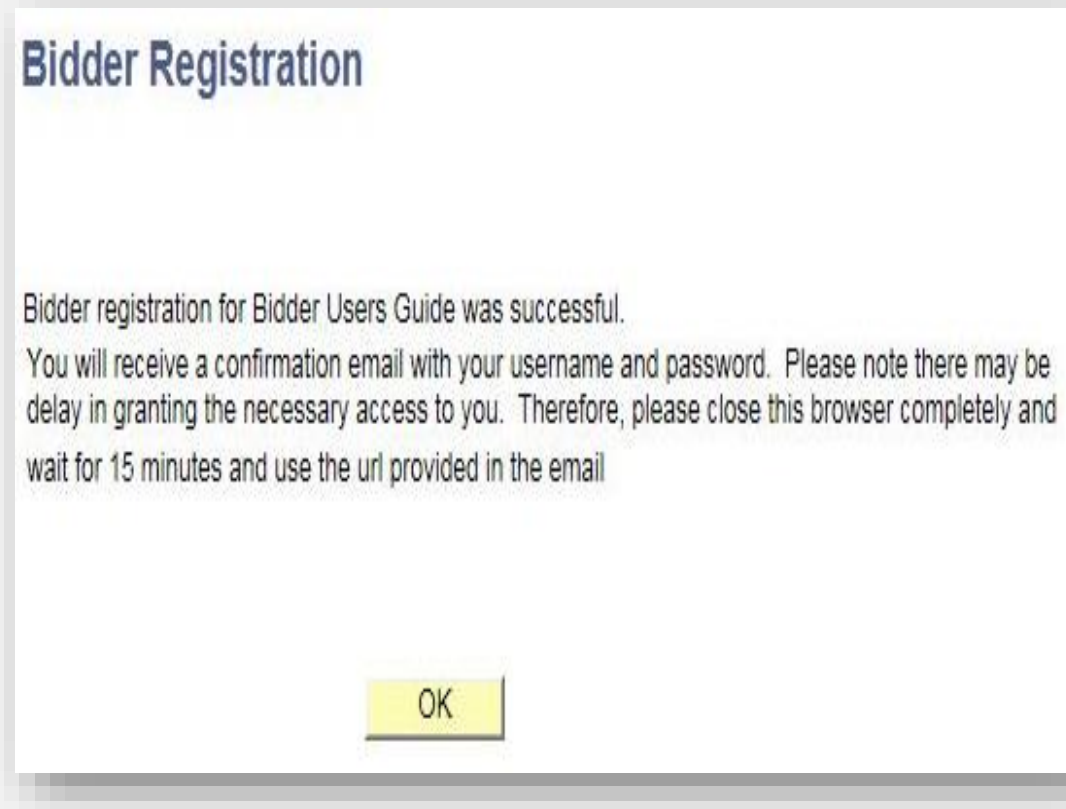 Bidder Registration
Bidder registration for Bidder Users Guide was successful.
You will receive a confirmation email with your username and password.  Please note there may be
delay in granting the necessary access to you.  Therefore, please close this browser completely and
wait for 15 minutes and use the url provided in the email
OK